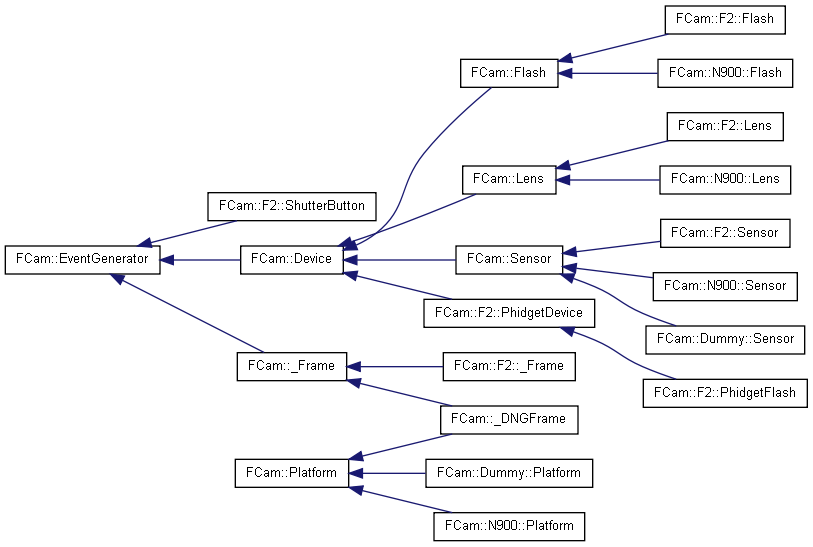 FCam::F2::Flash
FCam::Flash
FCam::N900::Flash
FCam::F2::Lens
FCam::Lens
FCam::N900::Lens
FCam::F2::ShutterButton
FCam::F2::Sensor
FCam::EventGenerator
FCam::Device
FCam::Sensor
FCam::N900::Sensor
FCam::F2::PhidgetDevice
FCam::Dummy::Sensor
FCam::_Frame
FCam::F2::_Frame
FCam::F2::PhidgetFlash
FCam::_DNGFrame
FCam::Platform
FCam::Dummy::Platform
FCam::N900::Platform